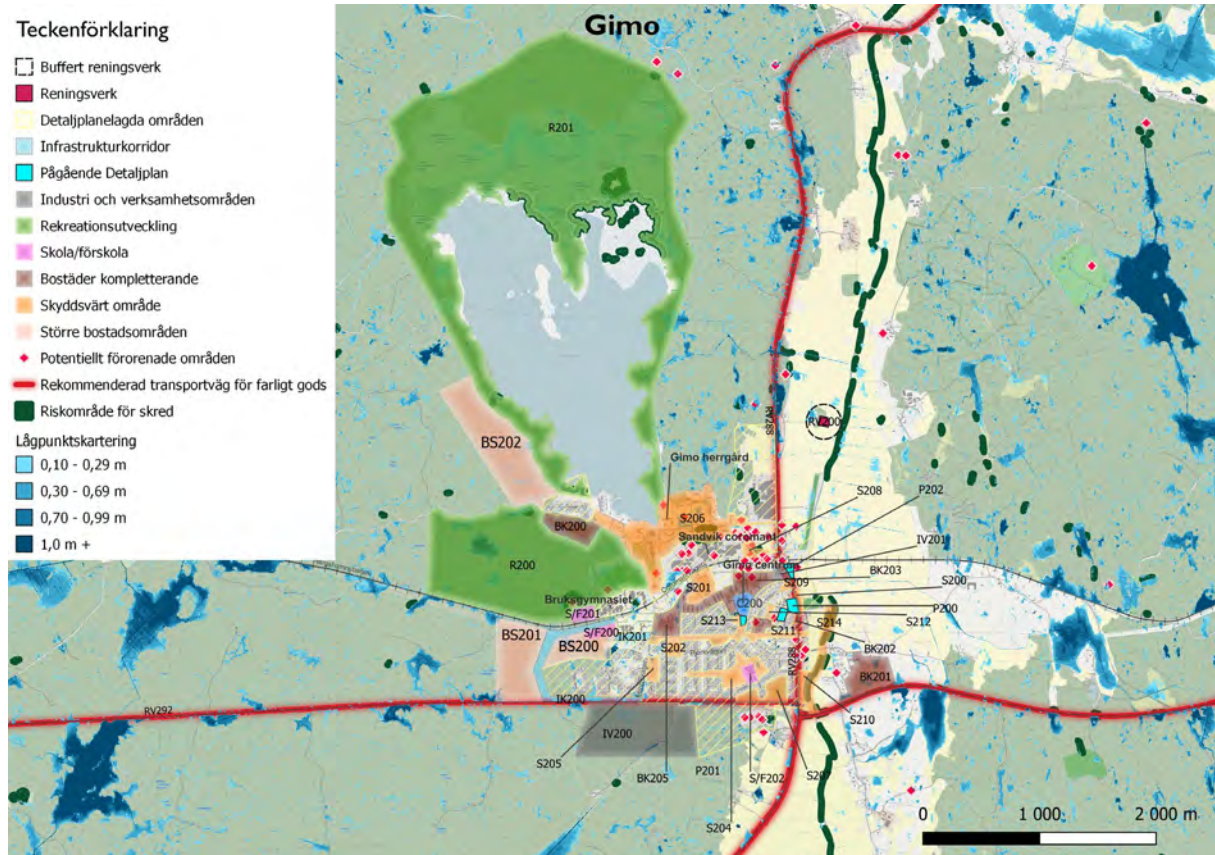 Gimo
Teckenförklaring
Buffert reningsverk
Reningsverk
Detaljplanelagda områden
Infrastrukturkorridor
Pågående Detaljplan
Industri och verksamhetsområden
Rekreationsutveckling
Skola/förskola
Bostäder kompletterande
Skyddsvärt område
Större bostadsområden
Potentiellt förorenade områden
Rekommenderad transportväg för farligt gods
Riskområde för skred
Lågpunktskartering
0,10 - 0,29 m
0,30 - 0,69 m
0,70 - 0,99 m
1,0 m +
R201
RV288
RV200
BS202
Gimo herrgård
S208
P202
BK200
S206
Sandvik coromant
IV201
R200
Gimo centrum
BK203
S201
S209
S200
Bruksgymnasiet
C200
P200
S/F201
S213
S211
S214
S212
BS201
S/F200
IK201
BS200
S202
BK202
RV288
BK201
IK200
RV292
S210
IV200
S205
BK205
P201
S/F202
S207
S204
0
1 000
2 000 m